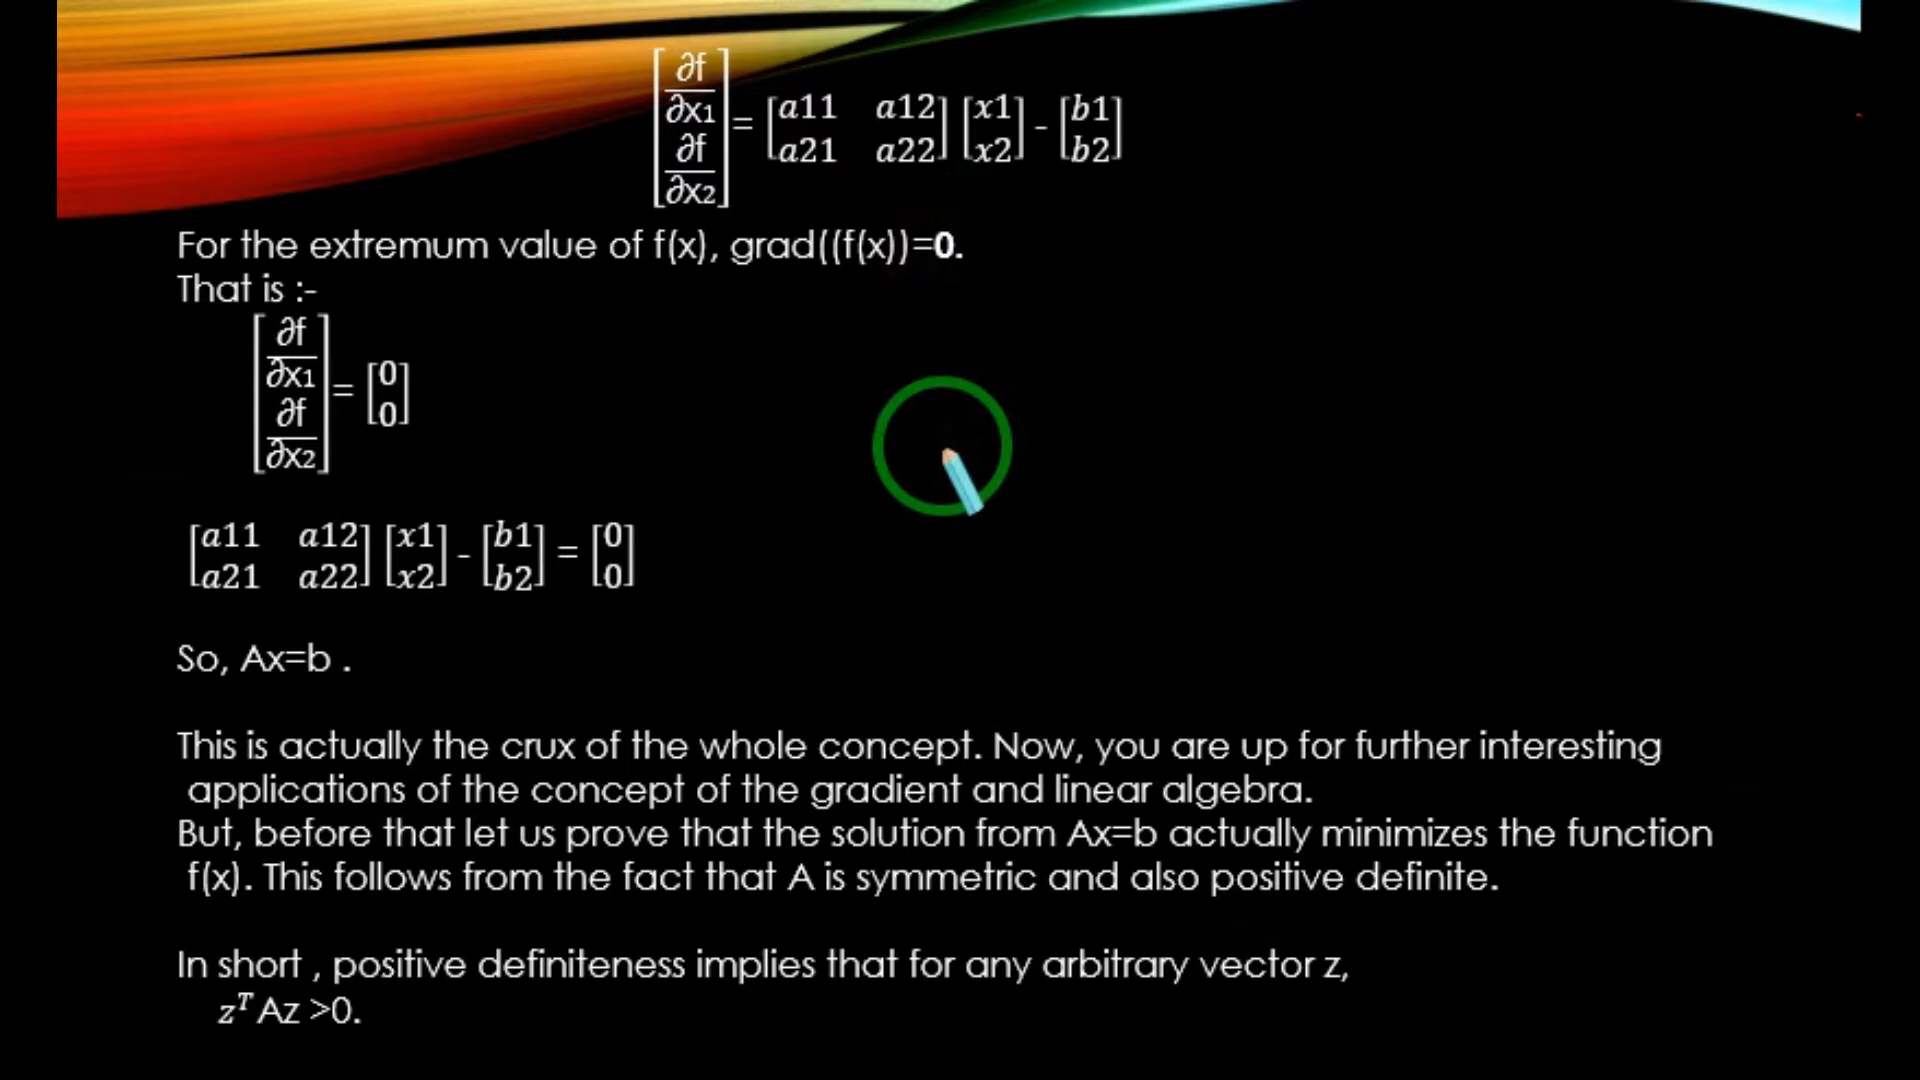 [∂f/∂x1 ∂f/∂x2] = [a11 a12 a21 a22] [x1 x2] - [b1 b2]
For the extremum value of f(x), grad((f(x))=0.
That is :-
[∂f/∂x1 ∂f/∂x2] = [0 0]
[a11 a12 a21 a22] [x1 x2] - [b1 b2] = [0 0]
So, Ax=b .
This is actually the crux of the whole concept. Now, you are up for further interesting
applications of the concept of the gradient and linear algebra.
But, before that let us prove that the solution from Ax=b actually minimizes the function
f(x). This follows from the fact that A is symmetric and also positive definite.
In short , positive definiteness implies that for any arbitrary vector z,
z^T Az >0.